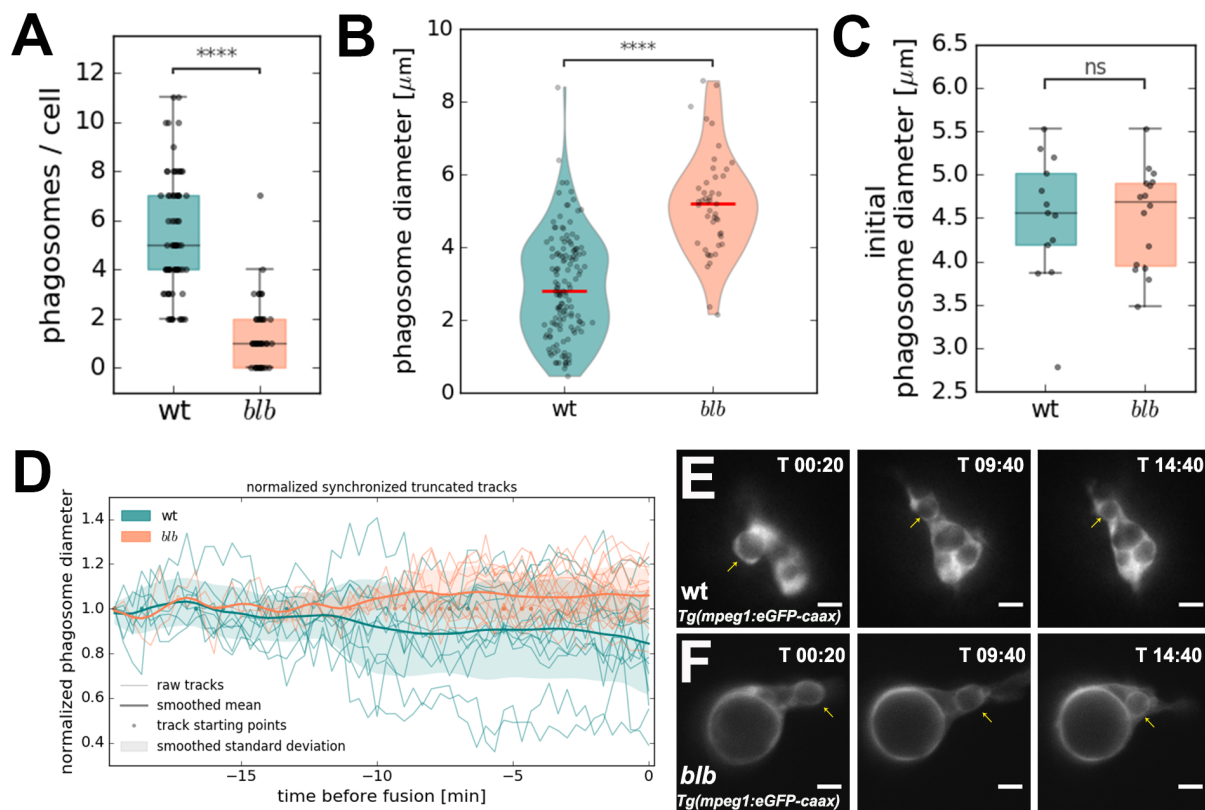 A
phagosomes / cell
12
10
8
6
4
2
0
****
wt
blb
B
phagosome diameter [μm]
10
8
6
4
2
0
****
wt
blb
C
initial
phagosome diameter [μm]
6.5
6.0
5.5
5.0
4.5
4.0
3.5
3.0
2.5
ns
wt
blb
D
normalized synchronized truncated tracks
normalized phagosome diameter
1.4
1.2
1.0
0.8
0.6
0.4
wt
blb
raw tracks
smoothed mean
track starting points
smoothed standard deviation
−15
−10
−5
0
time before fusion [min]
E
T 00:20
T 09:40
T 14:40
wt
Tg(mpeg1:eGFP-caax)
F
T 00:20
T 09:40
T 14:40
blb
Tg(mpeg1:eGFP-caax)